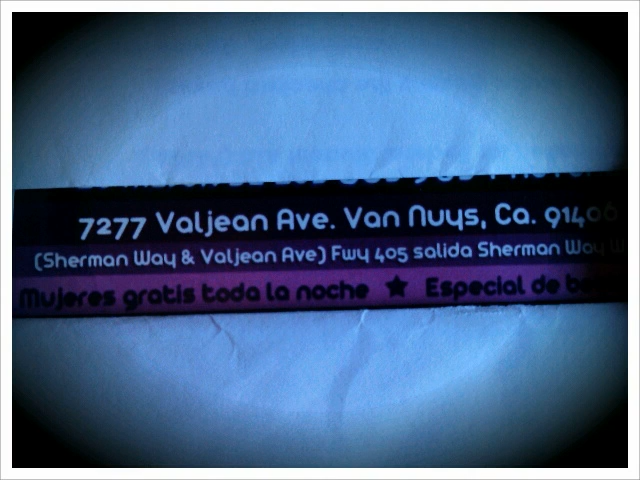 7277 Valjean Ave. Van Nuys, Ca. 91406
(Sherman Way & Valjean Ave) Fwy 405 salida Sherman Way W
Mujeres gratis toda la noche ★ Especial de